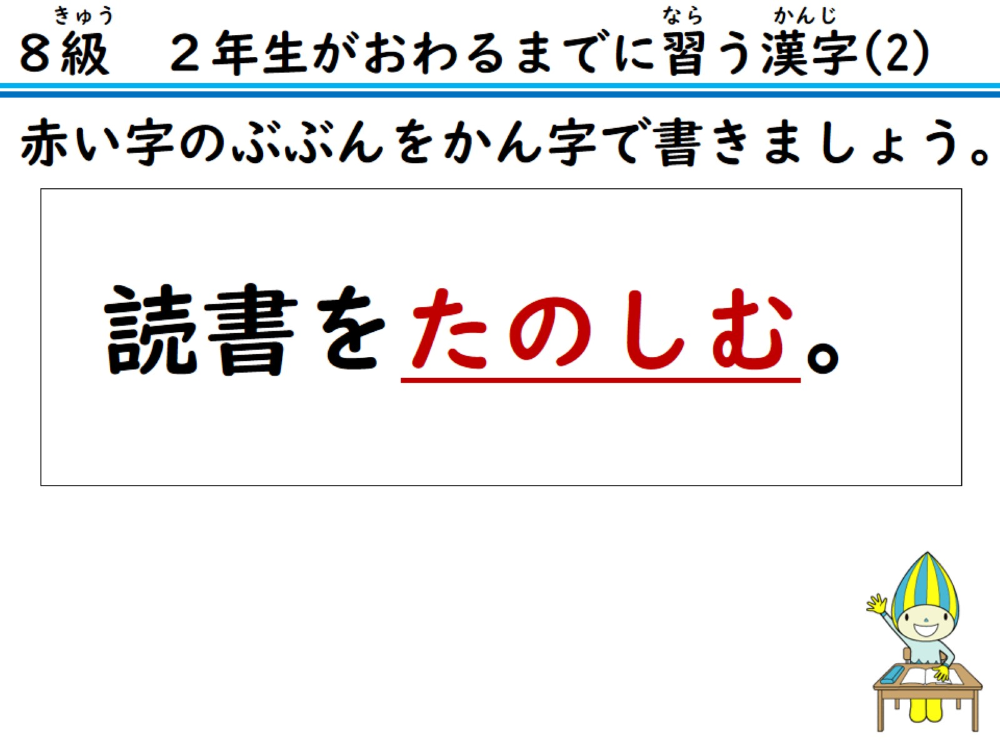 きゅう なら かんじ
８級　２年生がおわるまでに習う漢字(2)
赤い字のぶぶんをかん字で書きましょう。
読書をたのしむ。